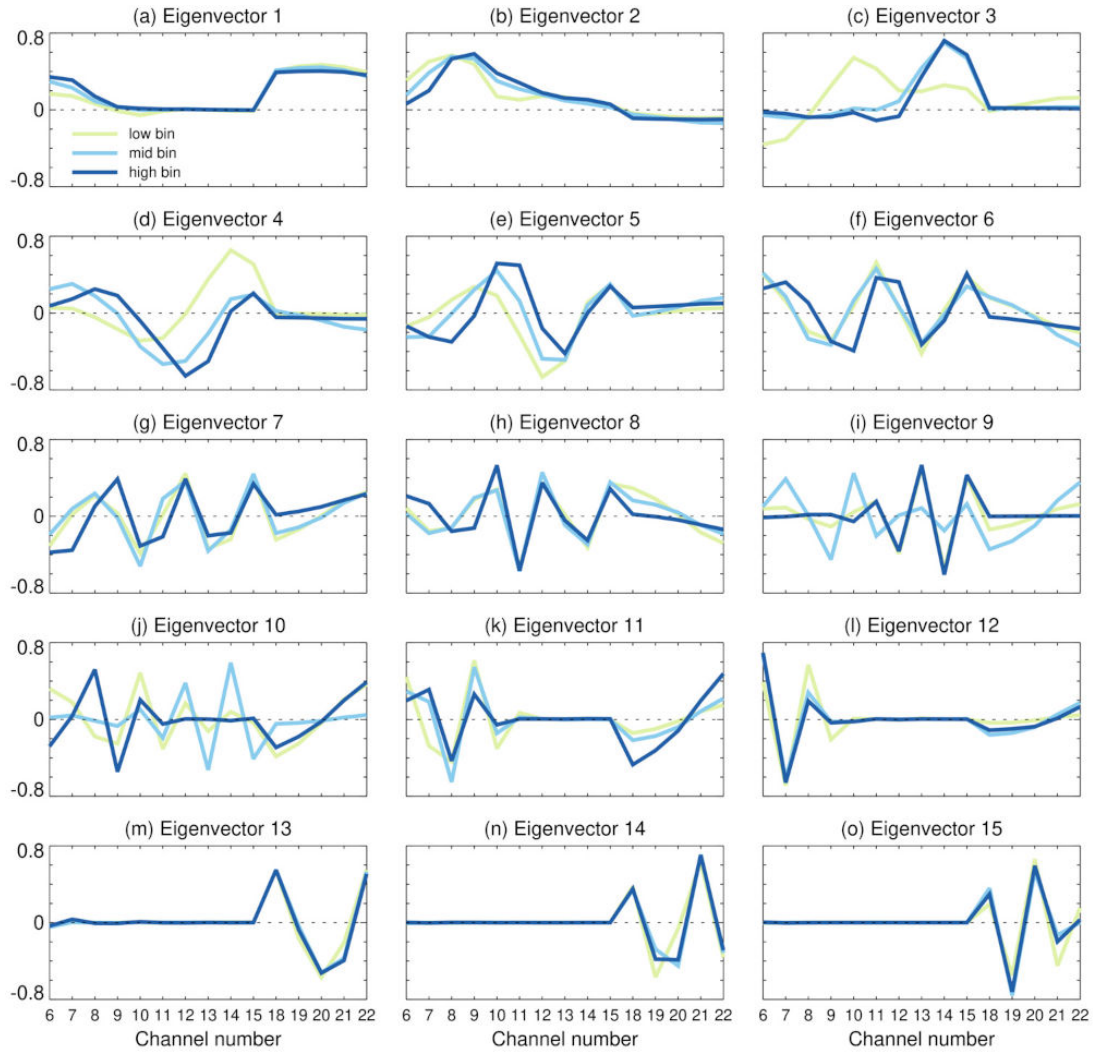 (a) Eigenvector 1 (b) Eigenvector 2 (c) Eigenvector 3
0.8
0
low bin
mid bin
high bin
-0.8
(d) Eigenvector 4 (e) Eigenvector 5 (f) Eigenvector 6
0.8
0
-0.8
(g) Eigenvector 7 (h) Eigenvector 8 (i) Eigenvector 9
0.8
0
-0.8
(j) Eigenvector 10 (k) Eigenvector 11 (l) Eigenvector 12
0.8
0
-0.8
(m) Eigenvector 13 (n) Eigenvector 14 (o) Eigenvector 15
0.8
0
-0.8
6 7 8 9 10 11 12 13 14 15 18 19 20 21 22 6 7 8 9 10 11 12 13 14 15 18 19 20 21 22 6 7 8 9 10 11 12 13 14 15 18 19 20 21 22
Channel number Channel number Channel number